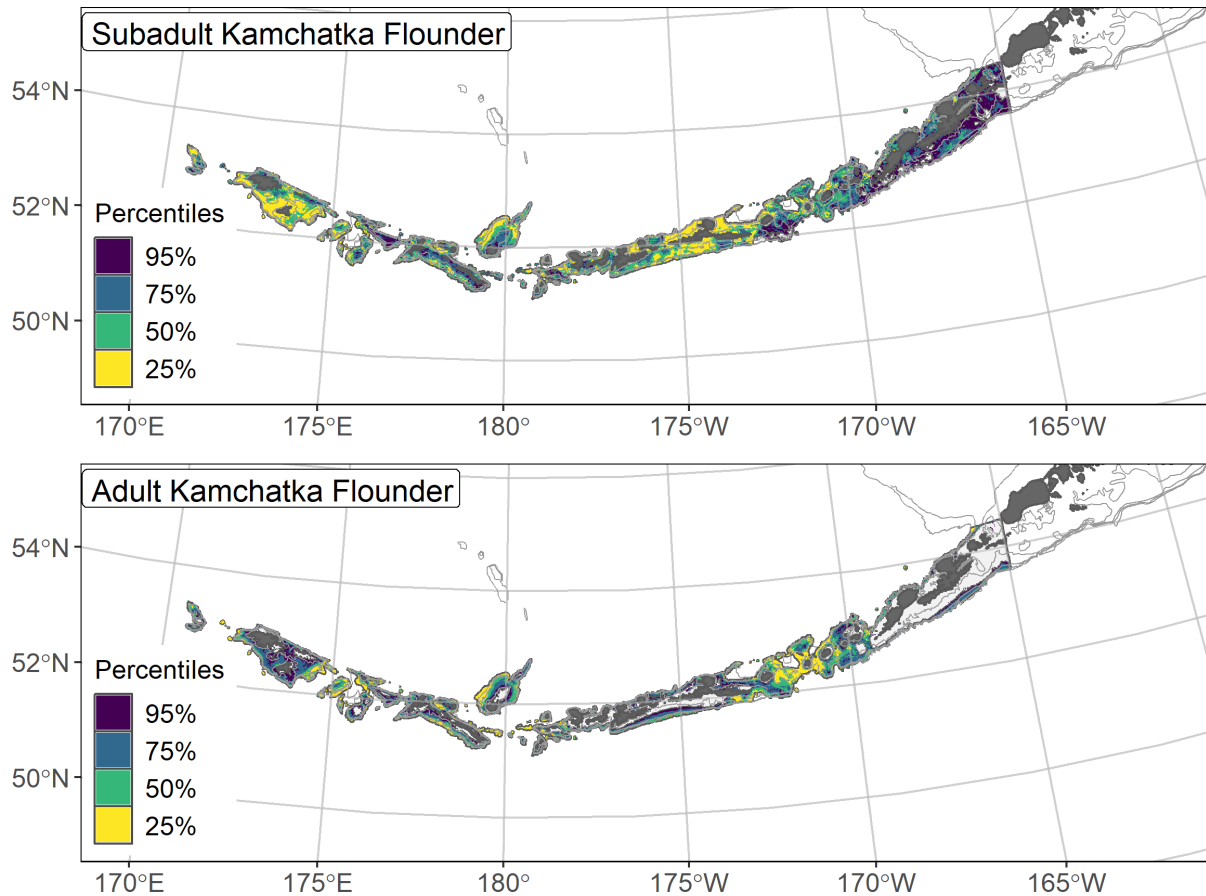 Subadult Kamchatka Flounder
54°N
52°N
50°N
Percentiles
95%
75%
50%
25%
170°E 175°E 180° 175°W 170°W 165°W
Adult Kamchatka Flounder
54°N
52°N
50°N
Percentiles
95%
75%
50%
25%
170°E 175°E 180° 175°W 170°W 165°W